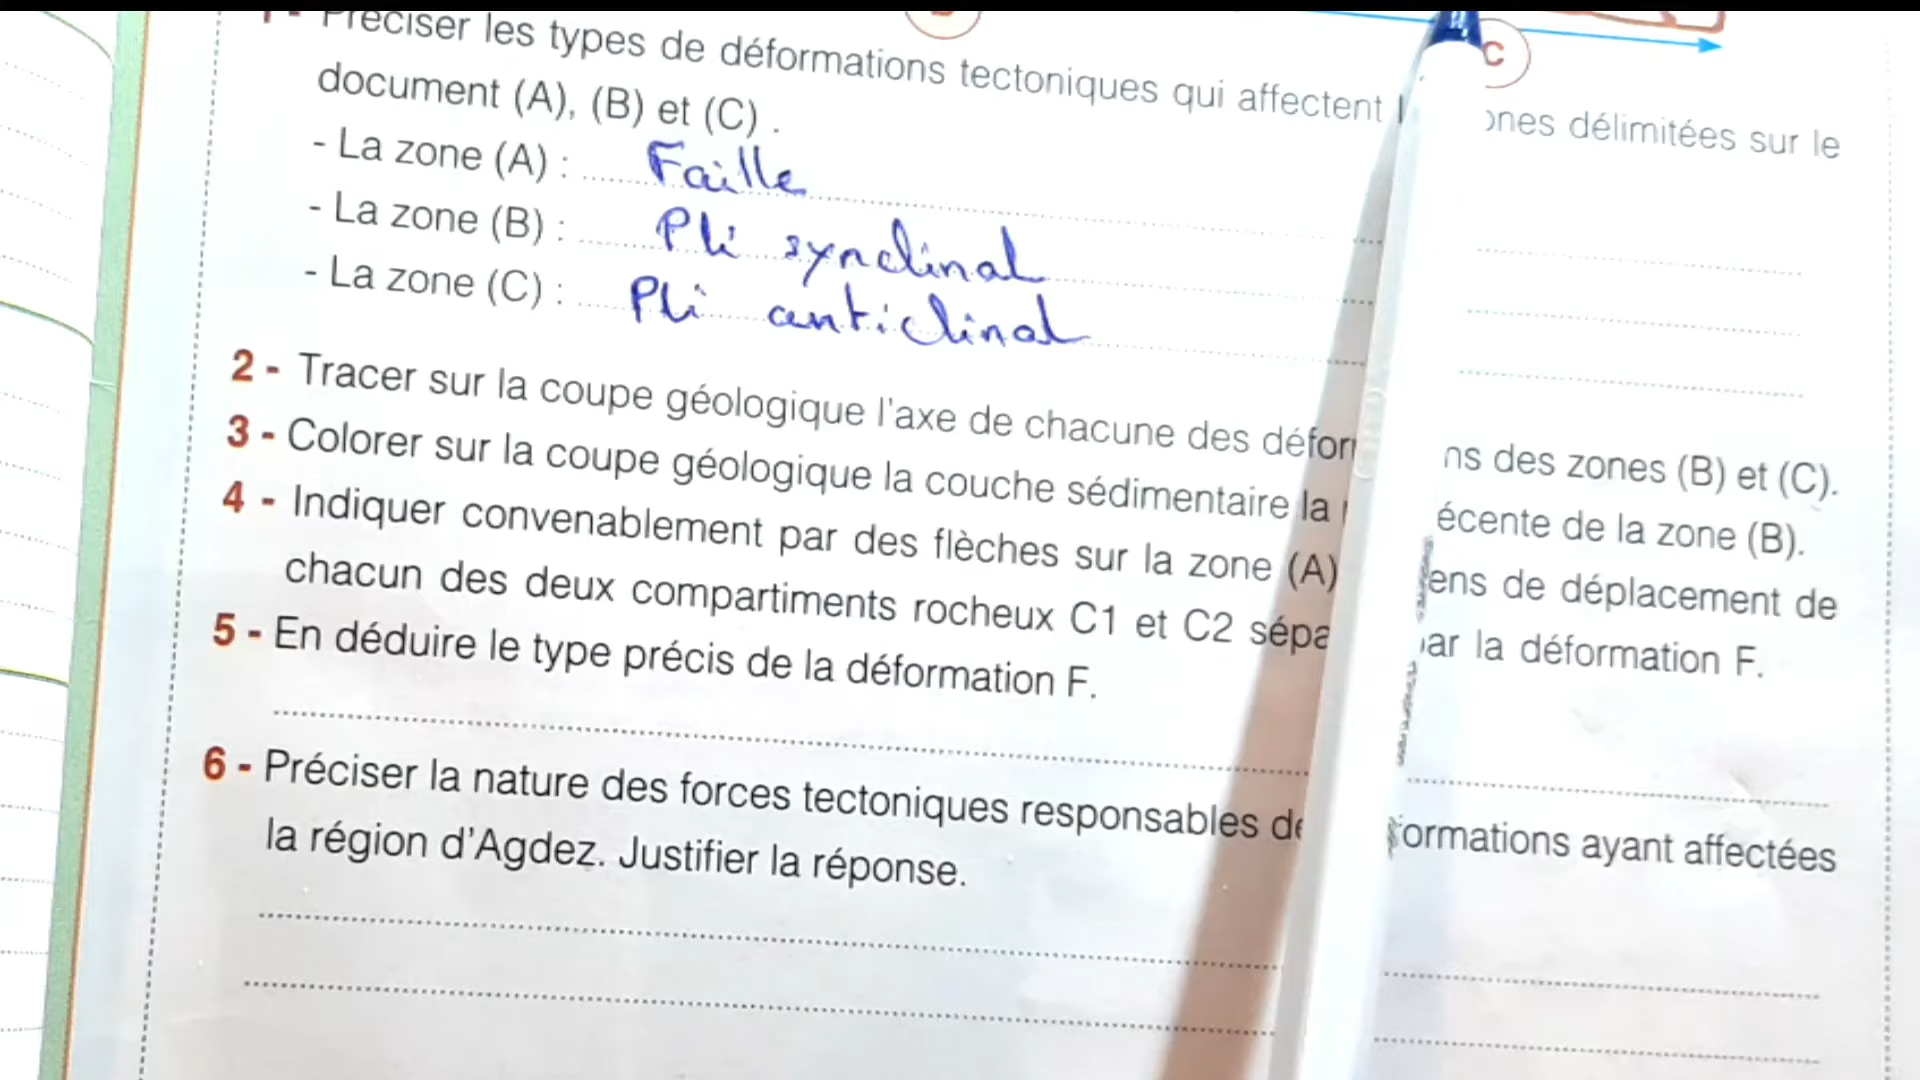 C
Préciser les types de déformations tectoniques qui affectent ones délimitées sur le
document (A), (B) et (C) .
- La zone (A) : Faille
- La zone (B) : Pli synclinal
- La zone (C) : Pli anticlinal
2 - Tracer sur la coupe géologique l'axe de chacune des défor ns des zones (B) et (C).
3 - Colorer sur la coupe géologique la couche sédimentaire la écente de la zone (B).
4 - Indiquer convenablement par des flèches sur la zone (A) ens de déplacement de
chacun des deux compartiments rocheux C1 et C2 sépa ar la déformation F.
5 - En déduire le type précis de la déformation F.
6 - Préciser la nature des forces tectoniques responsables de formations ayant affectées
la région d'Agdez. Justifier la réponse.